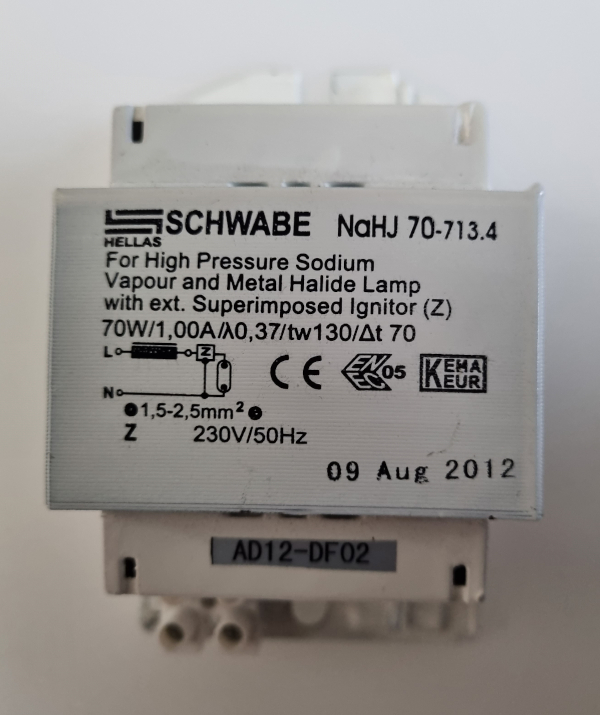 SCHWABE NaHJ 70-713.4
HELLAS
For High Pressure Sodium
Vapour and Metal Halide Lamp
with ext. Superimposed Ignitor (Z)
70W/1,00A/λ0,37/tw130/Δt 70
L Z
N
CE ENEC 05 KEMA EUR
1,5-2,5mm²
Z 230V/50Hz
09 Aug 2012
AD12-DF02